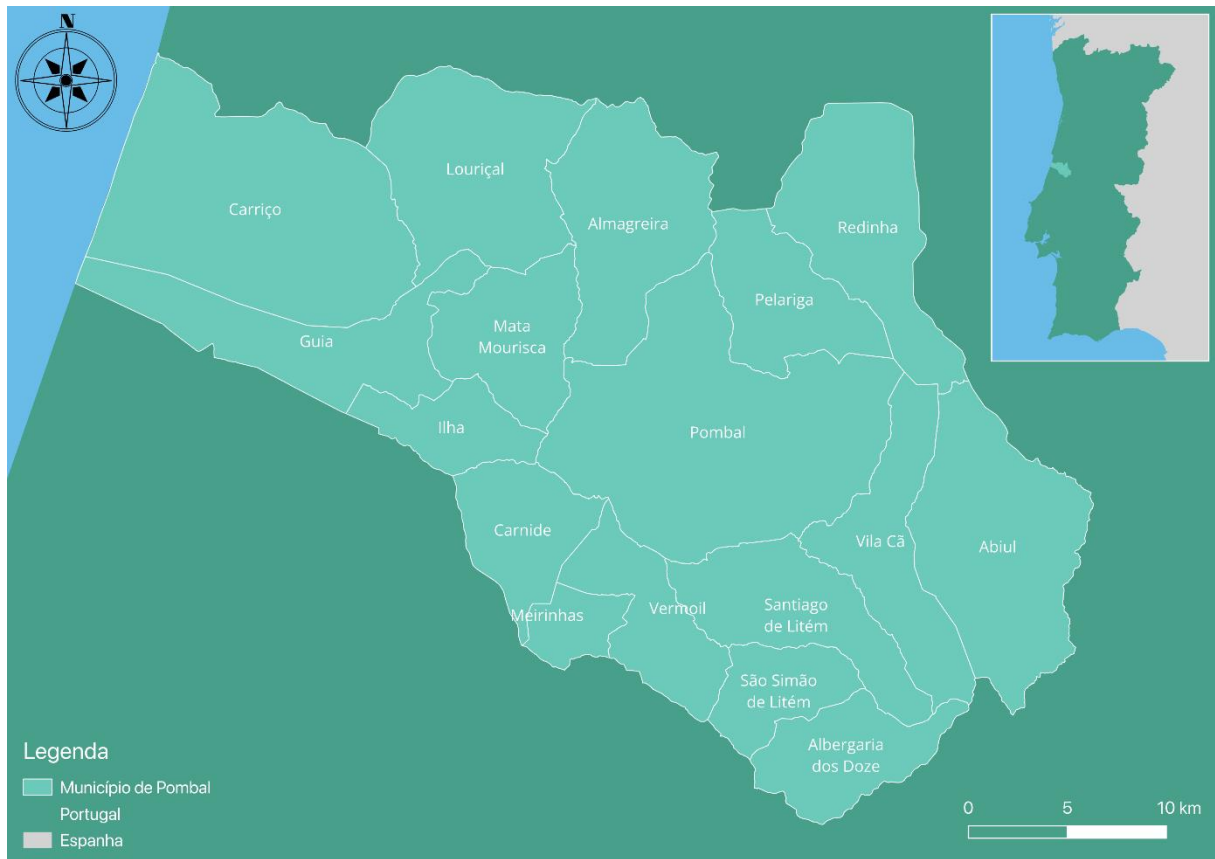 N
Louriçal
Carriço
Almagreira
Redinha
Pelariga
Guia
Mata
Mourisca
Ilha
Pombal
Carnide
Vila Cã
Abiul
Meirinhas
Vermoil
Santiago
de Litém
São Simão
de Litém
Albergaria
dos Doze
Legenda
Município de Pombal
Portugal
Espanha
0 5 10 km